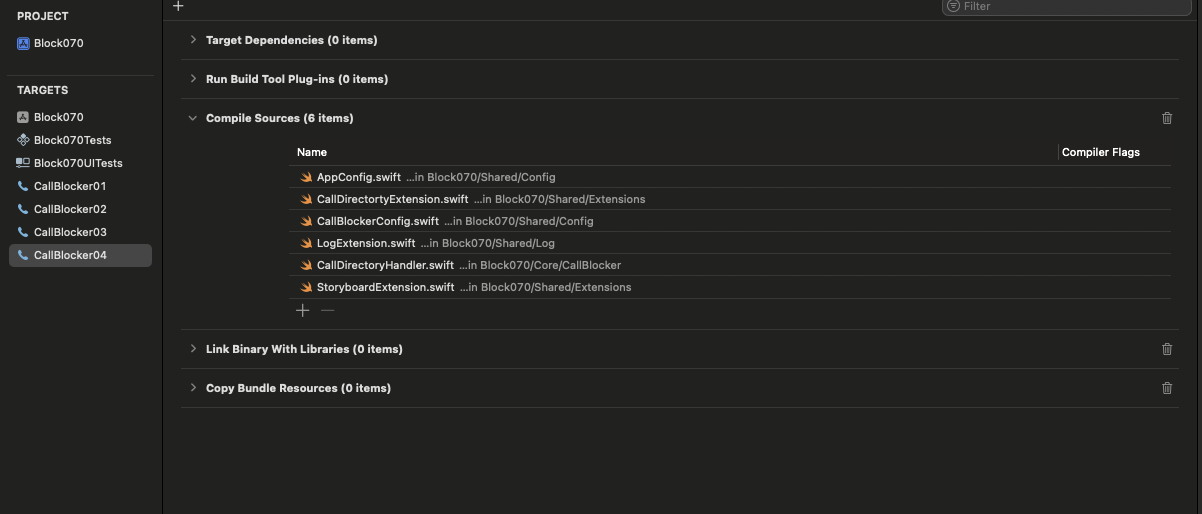 PROJECT
Block070
TARGETS
Block070
Block070Tests
Block070UITests
CallBlocker01
CallBlocker02
CallBlocker03
CallBlocker04
+
Filter
Target Dependencies (0 items)
Run Build Tool Plug-ins (0 items)
Compile Sources (6 items)
Name Compiler Flags
AppConfig.swift ...in Block070/Shared/Config
CallDirectortyExtension.swift ...in Block070/Shared/Extensions
CallBlockerConfig.swift ...in Block070/Shared/Config
LogExtension.swift ...in Block070/Shared/Log
CallDirectoryHandler.swift ...in Block070/Core/CallBlocker
StoryboardExtension.swift ...in Block070/Shared/Extensions
+ —
Link Binary With Libraries (0 items)
Copy Bundle Resources (0 items)